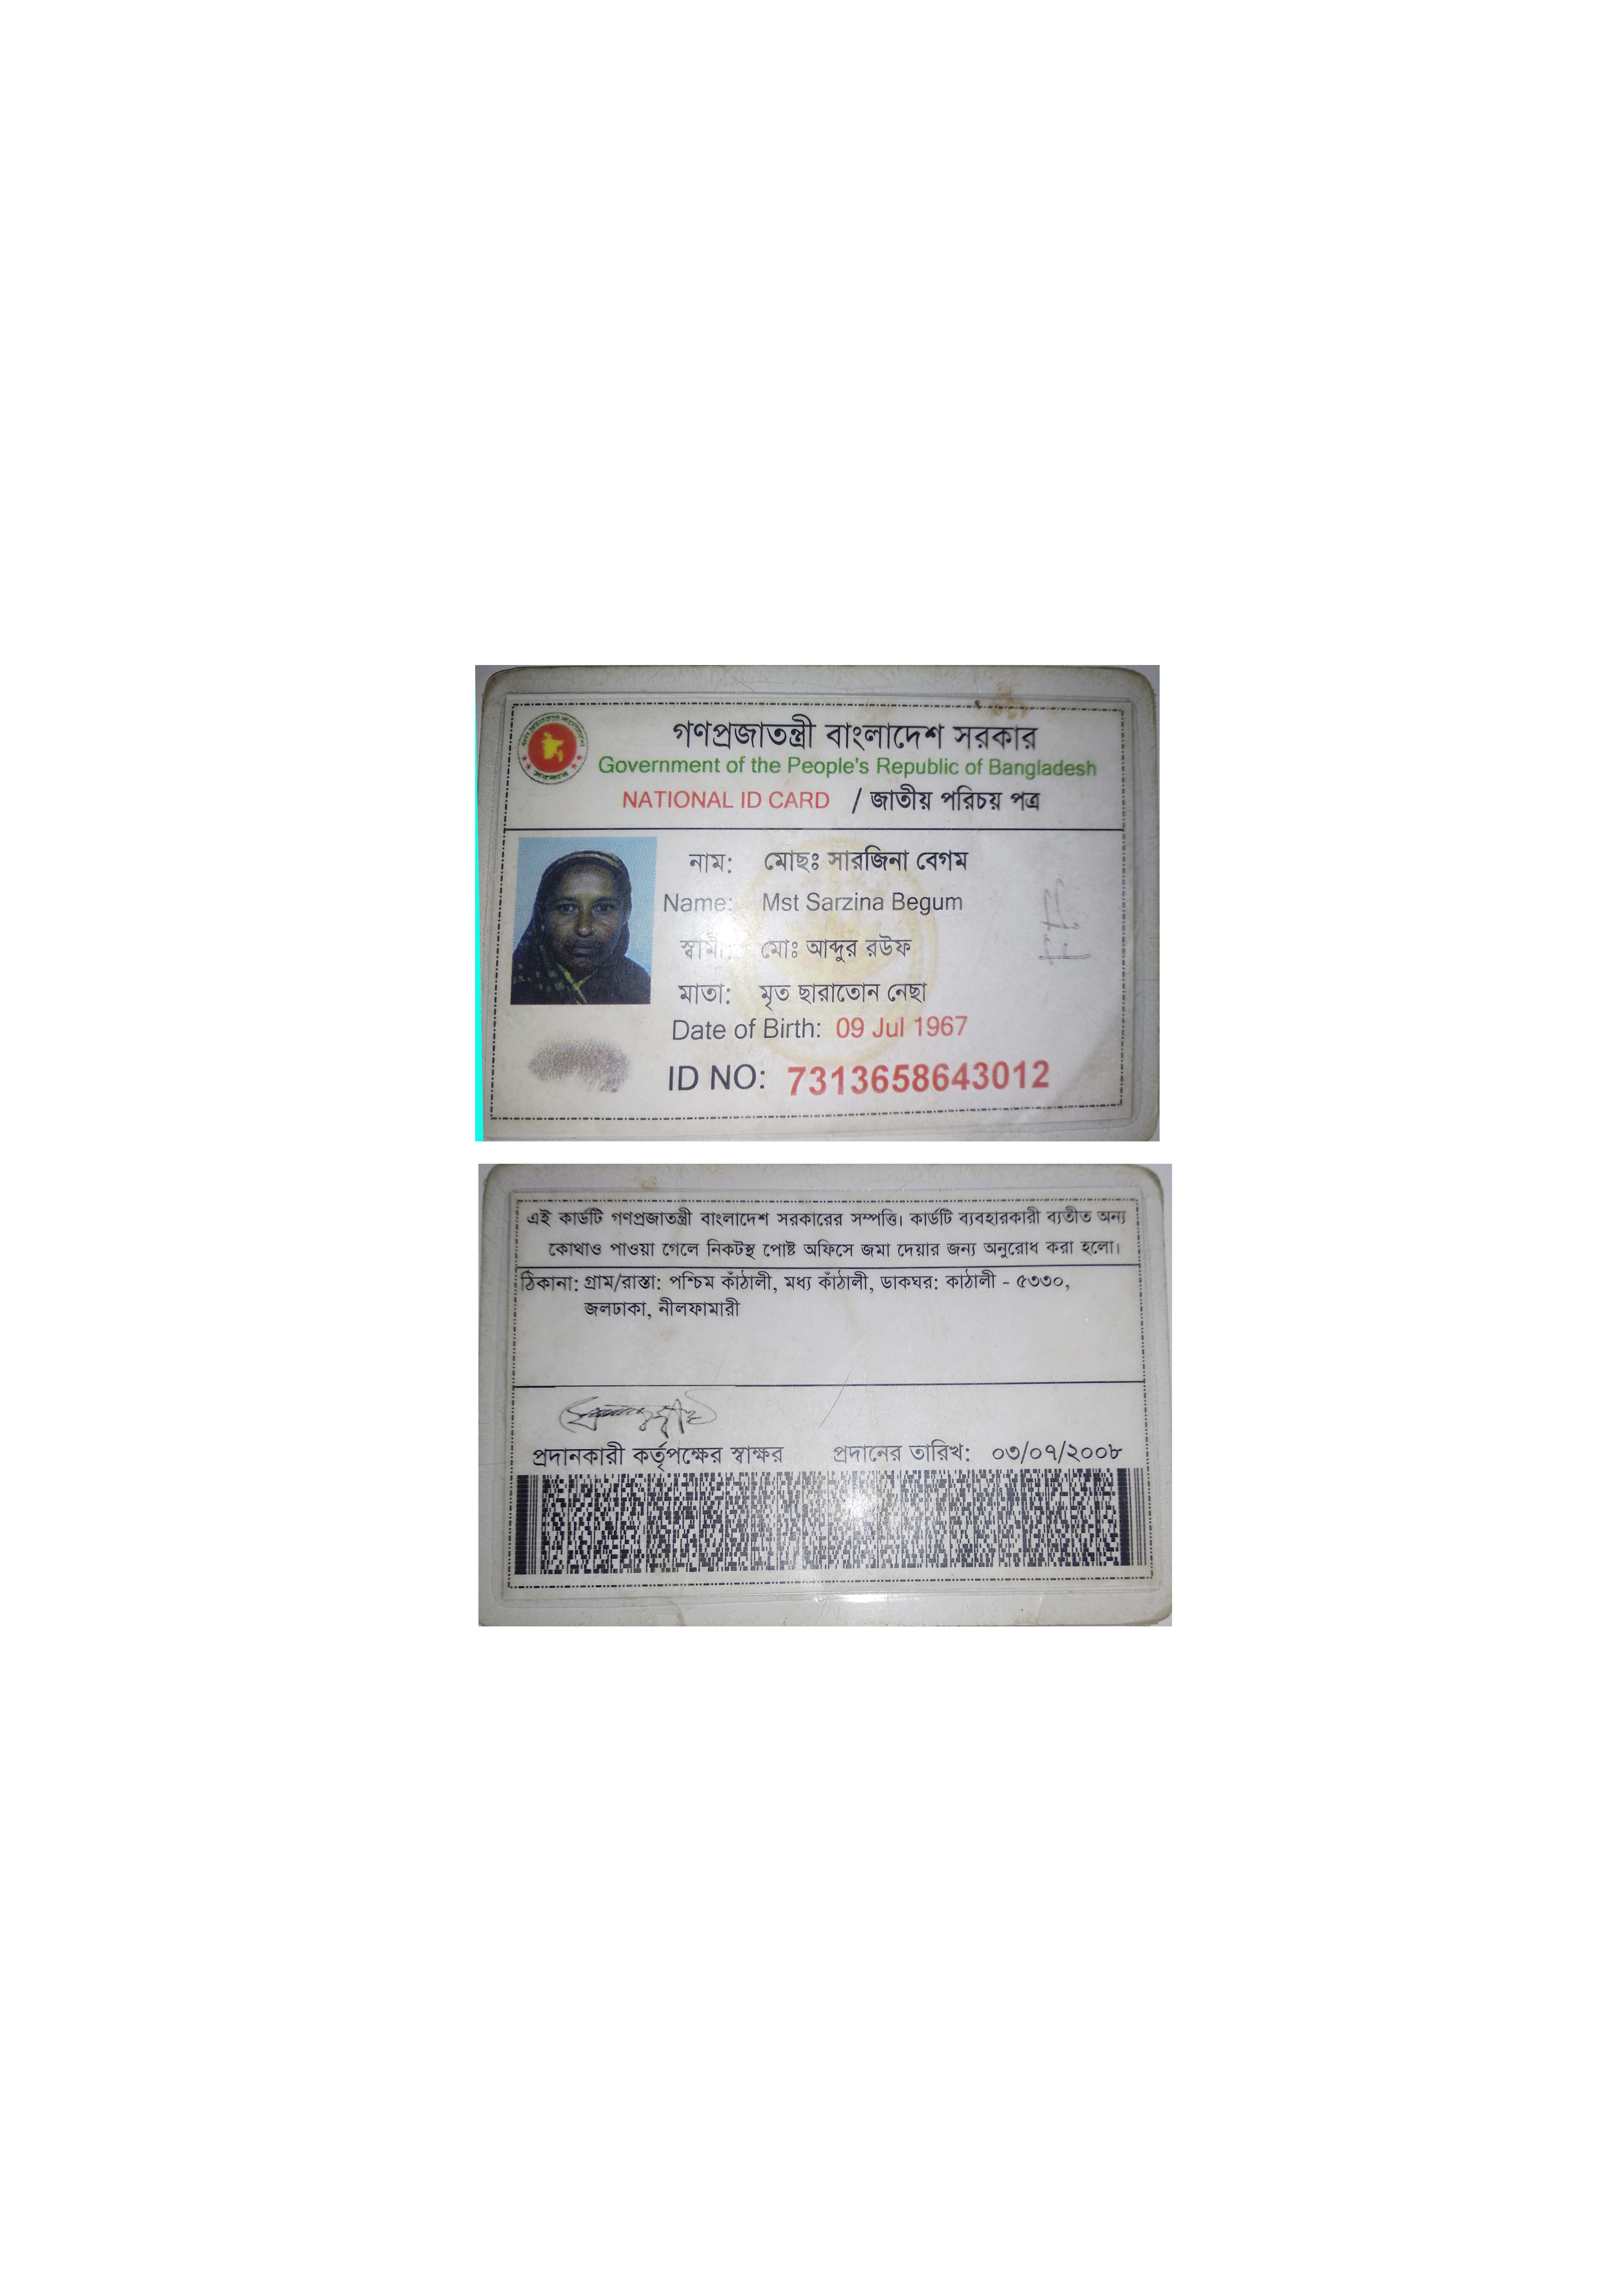 গণপ্রজাতন্ত্রী বাংলাদেশ সরকার
Government of the People's Republic of Bangladesh
NATIONAL ID CARD / জাতীয় পরিচয় পত্র
নাম: মোছঃ সারজিনা বেগম
Name: Mst Sarzina Begum
স্বামী: মোঃ আব্দুর রউফ
মাতা: মৃত ছারাতোন নেছা
Date of Birth: 09 Jul 1967
ID NO: 7313658643012
এই কার্ডটি গণপ্রজাতন্ত্রী বাংলাদেশ সরকারের সম্পত্তি। কার্ডটি ব্যবহারকারী ব্যতীত অন্য
কোথাও পাওয়া গেলে নিকটস্থ পোষ্ট অফিসে জমা দেয়ার জন্য অনুরোধ করা হলো।
ঠিকানা: গ্রাম/রাস্তা: পশ্চিম কাঁঠালী, মধ্য কাঁঠালী, ডাকঘর: কাঠালী - ৫৩৩০,
জলঢাকা, নীলফামারী
প্রদানকারী কর্তৃপক্ষের স্বাক্ষর প্রদানের তারিখ: ০৩/০৭/২০০৮